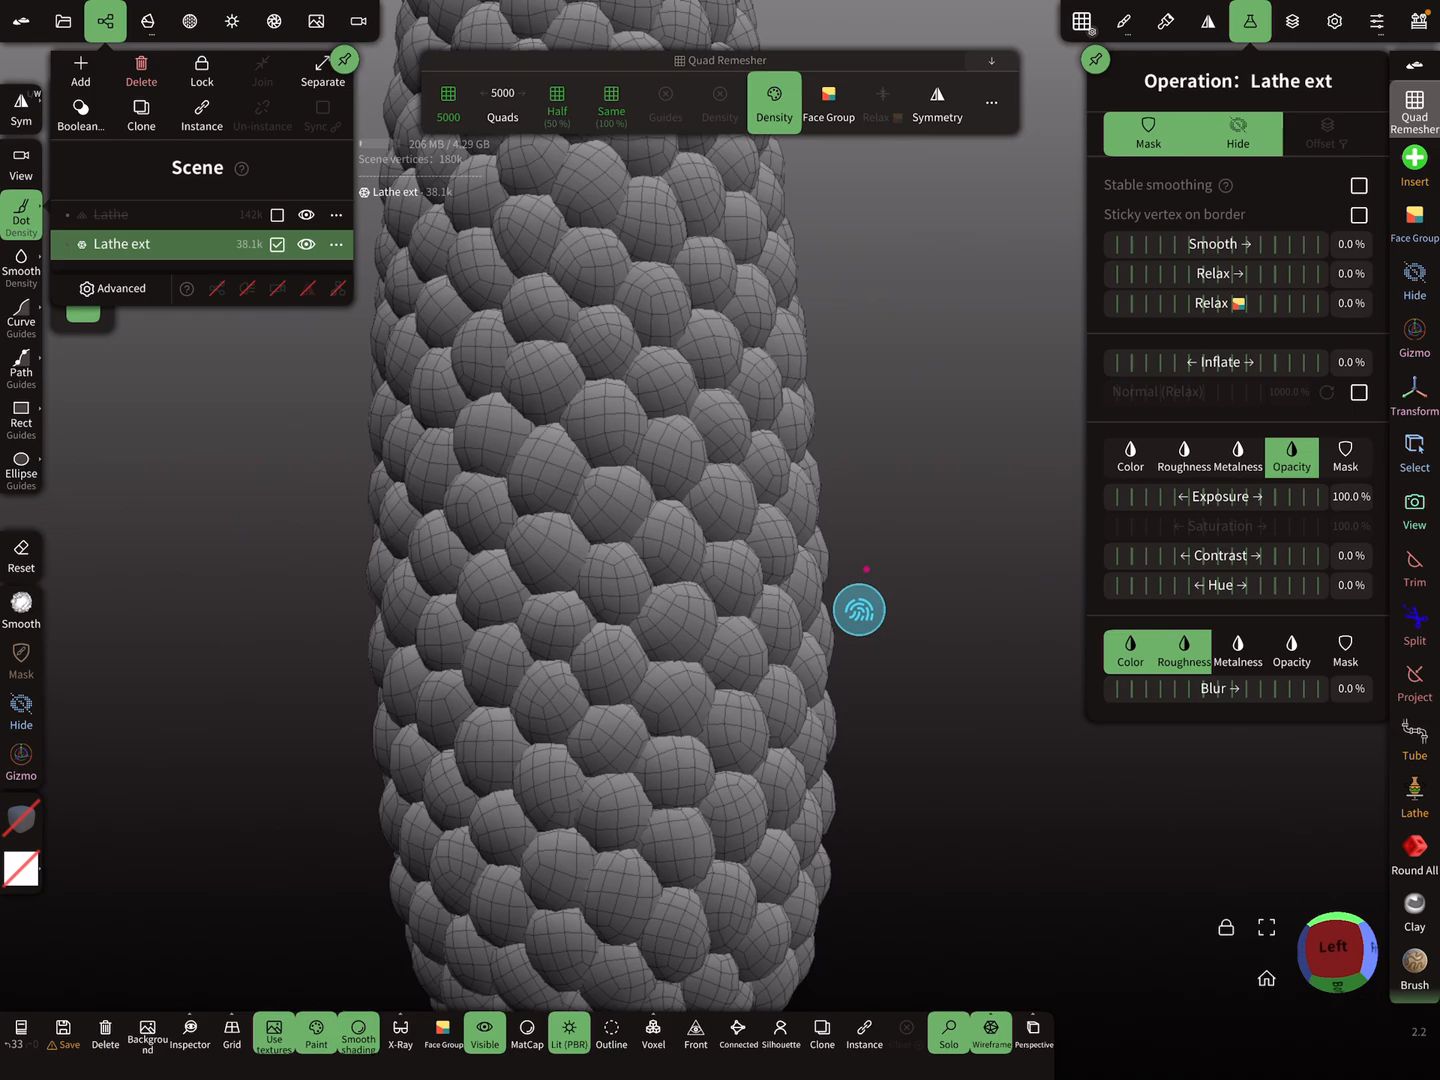 Add
Delete
Lock
Join
Separate
Boolean...
Clone
Instance
Un-instance
Sync
Scene
Lathe
142k
Lathe ext
38.1k
Advanced
206 MB / 4.29 GB
Scene vertices: 180k
Lathe ext · 38.1k
Quad Remesher
5000
5000
Quads
Half
(50 %)
Same
(100 %)
Guides
Density
Density
Face Group
Relax
Symmetry
W
Sym
View
Dot
Density
Smooth
Density
Curve
Guides
Path
Guides
Rect
Guides
Ellipse
Guides
Reset
Smooth
Mask
Hide
Gizmo
Operation: Lathe ext
Mask
Hide
Offset
Stable smoothing
Sticky vertex on border
Smooth → 0.0 %
Relax → 0.0 %
Relax 0.0 %
← Inflate → 0.0 %
Normal (Relax) 1000.0 %
Color
Roughness
Metalness
Opacity
Mask
← Exposure → 100.0 %
← Saturation → 100.0 %
← Contrast → 0.0 %
← Hue → 0.0 %
Color
Roughness
Metalness
Opacity
Mask
Blur → 0.0 %
Quad
Remesher
Insert
Face Group
Hide
Gizmo
Transform
Select
View
Trim
Split
Project
Tube
Lathe
Round All
Clay
Brush
Left
2.2
33
0
Save
Delete
Backgrou
nd
Inspector
Grid
Use
textures
Paint
Smooth
shading
X-Ray
Face Group
Visible
MatCap
Lit (PBR)
Outline
Voxel
Front
Connected
Silhouette
Clone
Instance
Solo
Wireframe
Perspective